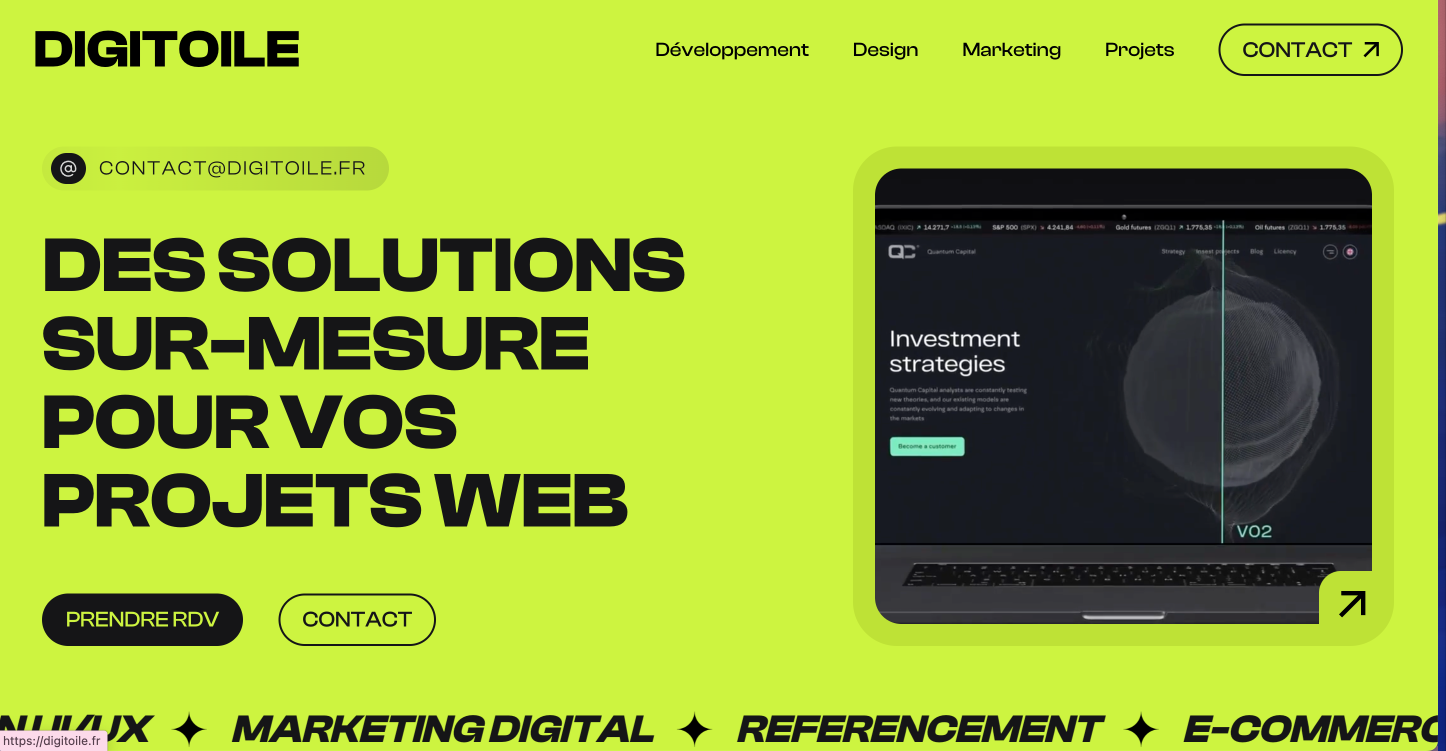 DIGITOILE
Développement Design Marketing Projets CONTACT
@ CONTACT@DIGITOILE.FR
DES SOLUTIONS
SUR-MESURE
POUR VOS
PROJETS WEB
PRENDRE RDV CONTACT
14.271,7 S&P 500 (SPX) 4.241,84 Gold futures (ZGQ1) 1.775,35 Oil futures (ZGQ1) 1.775,35
QC Quantum Capital Strategy Invest projects Blog Licency
Investment
strategies
Quantum Capital analysts are constantly testing
new theories, and our existing models are
constantly evolving and adapting to changes in
the markets
Become a customer
V02
N UI/UX MARKETING DIGITAL REFERENCEMENT E-COMMERC
https://digitoile.fr